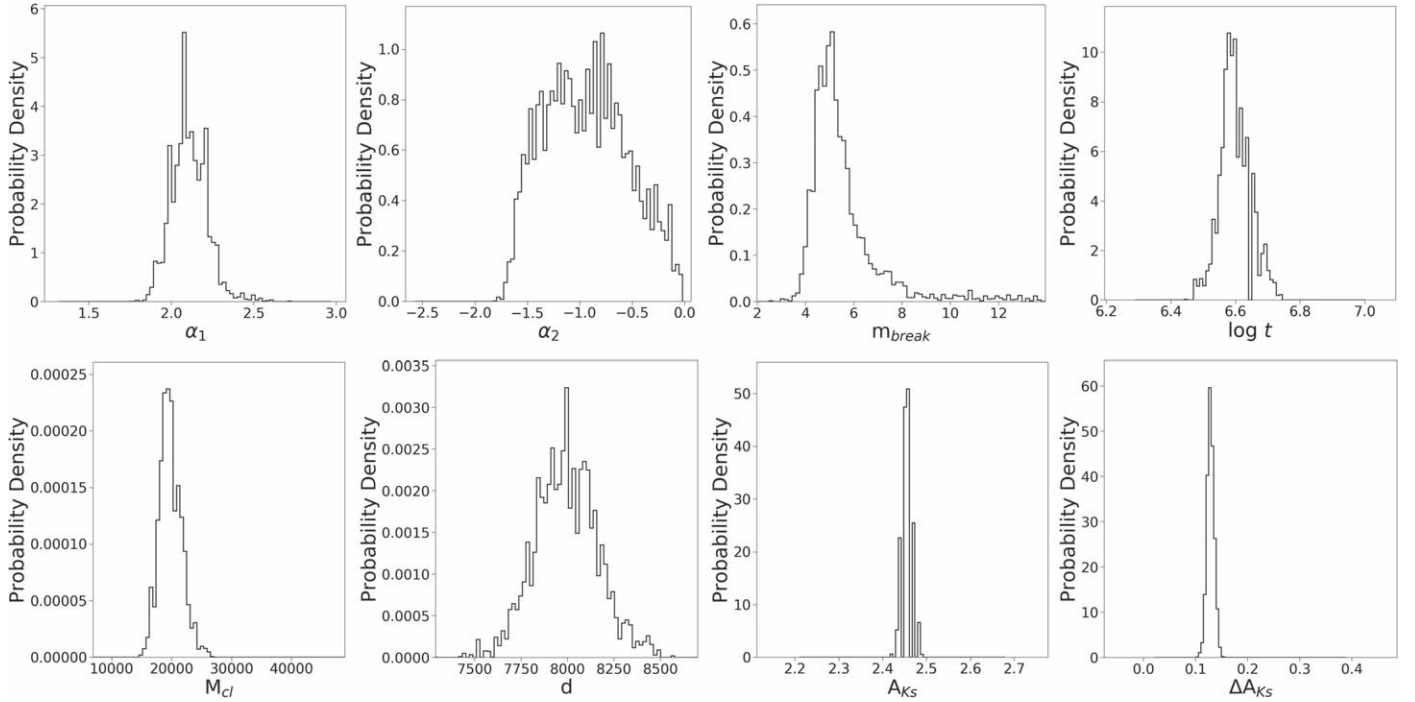 Probability Density
6
5
4
3
2
1
0
1.5 2.0 2.5 3.0
α1
Probability Density
1.0
0.8
0.6
0.4
0.2
0.0
−2.5 −2.0 −1.5 −1.0 −0.5 0.0
α2
Probability Density
0.6
0.5
0.4
0.3
0.2
0.1
0.0
2 4 6 8 10 12
m_break
Probability Density
10
8
6
4
2
0
6.2 6.4 6.6 6.8 7.0
log t
Probability Density
0.00025
0.00020
0.00015
0.00010
0.00005
0.00000
10000 20000 30000 40000
M_cl
Probability Density
0.0035
0.0030
0.0025
0.0020
0.0015
0.0010
0.0005
0.0000
7500 7750 8000 8250 8500
d
Probability Density
50
40
30
20
10
0
2.2 2.3 2.4 2.5 2.6 2.7
A_Ks
Probability Density
60
50
40
30
20
10
0
0.0 0.1 0.2 0.3 0.4
ΔA_Ks